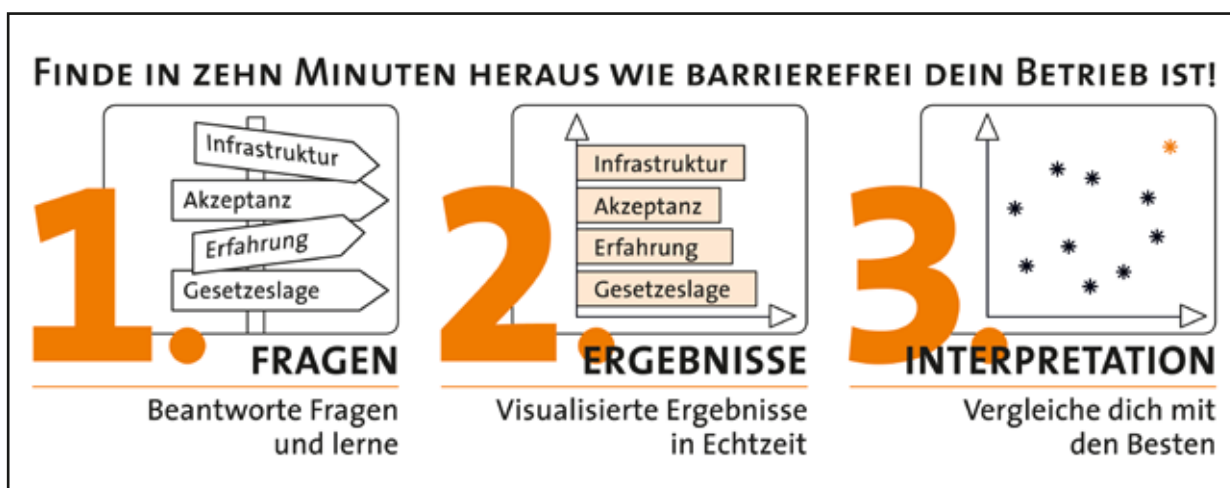 FINDE IN ZEHN MINUTEN HERAUS WIE BARRIEREFREI DEIN BETRIEB IST!
1.
Infrastruktur
Akzeptanz
Erfahrung
Gesetzeslage
FRAGEN
Beantworte Fragen
und lerne
2.
Infrastruktur
Akzeptanz
Erfahrung
Gesetzeslage
ERGEBNISSE
Visualisierte Ergebnisse
in Echtzeit
3.
INTERPRETATION
Vergleiche dich mit
den Besten